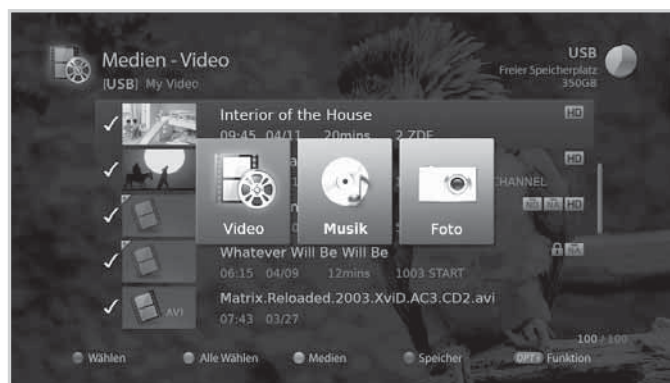 Medien - Video
[USB] My Video
USB
Freier Speicherplatz
350GB
Interior of the House
HD
09:45 04/11 20mins 2 ZDF
HD
CHANNEL
HD
Video
Musik
Foto
Whatever Will Be Will Be
06:15 04/09 12mins 1003 START
Matrix.Reloaded.2003.XviD.AC3.CD2.avi
AVI
07:43 03/27
100 / 100
Wählen
Alle Wählen
Medien
Speicher
OPT+ Funktion